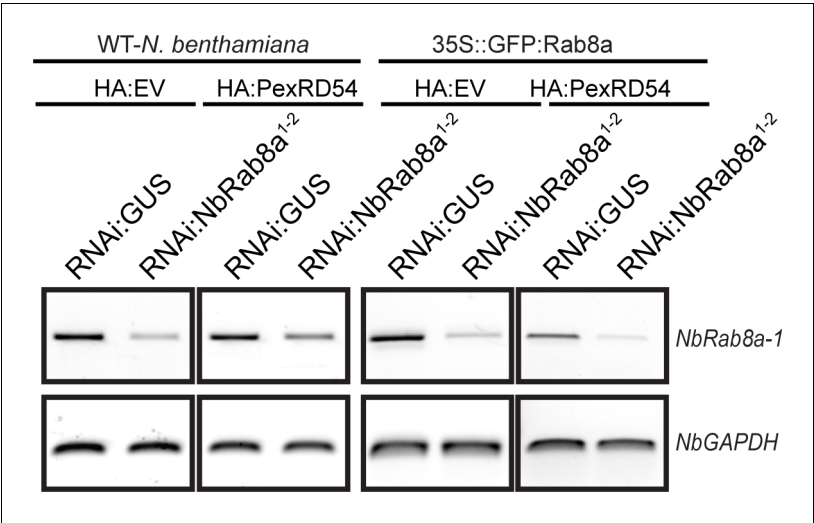 WT-N. benthamiana 35S::GFP:Rab8a
HA:EV HA:PexRD54 HA:EV HA:PexRD54
RNAi:GUS RNAi:NbRab8a1-2 RNAi:GUS RNAi:NbRab8a1-2 RNAi:GUS RNAi:NbRab8a1-2 RNAi:GUS RNAi:NbRab8a1-2
NbRab8a-1
NbGAPDH